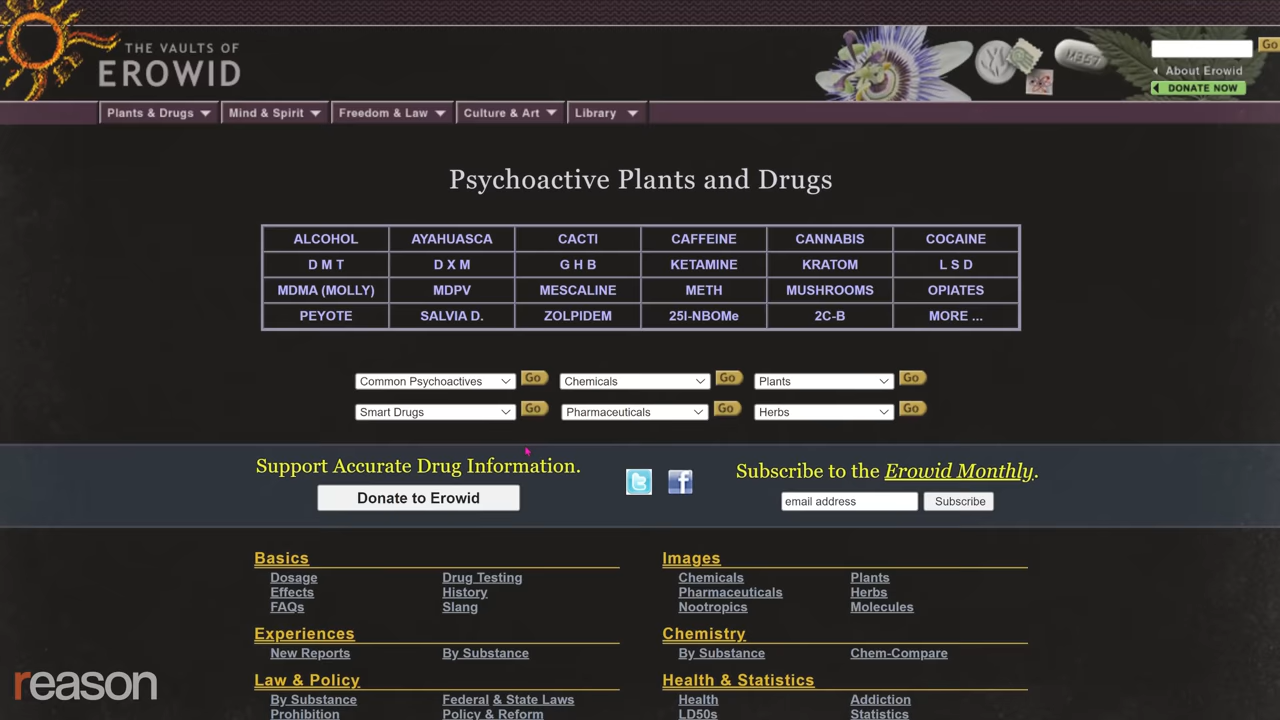 THE VAULTS OF
EROWID
M357
Go
About Erowid
DONATE NOW
Plants & Drugs
Mind & Spirit
Freedom & Law
Culture & Art
Library
Psychoactive Plants and Drugs
ALCOHOL AYAHUASCA CACTI CAFFEINE CANNABIS COCAINE
D M T D X M G H B KETAMINE KRATOM L S D
MDMA (MOLLY) MDPV MESCALINE METH MUSHROOMS OPIATES
PEYOTE SALVIA D. ZOLPIDEM 25I-NBOMe 2C-B MORE ...
Common Psychoactives Go Chemicals Go Plants Go
Smart Drugs Go Pharmaceuticals Go Herbs Go
Support Accurate Drug Information.
Donate to Erowid
Subscribe to the Erowid Monthly.
email address Subscribe
Basics
Dosage Drug Testing
Effects History
FAQs Slang
Images
Chemicals Plants
Pharmaceuticals Herbs
Nootropics Molecules
Experiences
New Reports By Substance
Chemistry
By Substance Chem-Compare
Law & Policy
By Substance Federal & State Laws
Prohibition Policy & Reform
Health & Statistics
Health Addiction
LD50s Statistics
reason